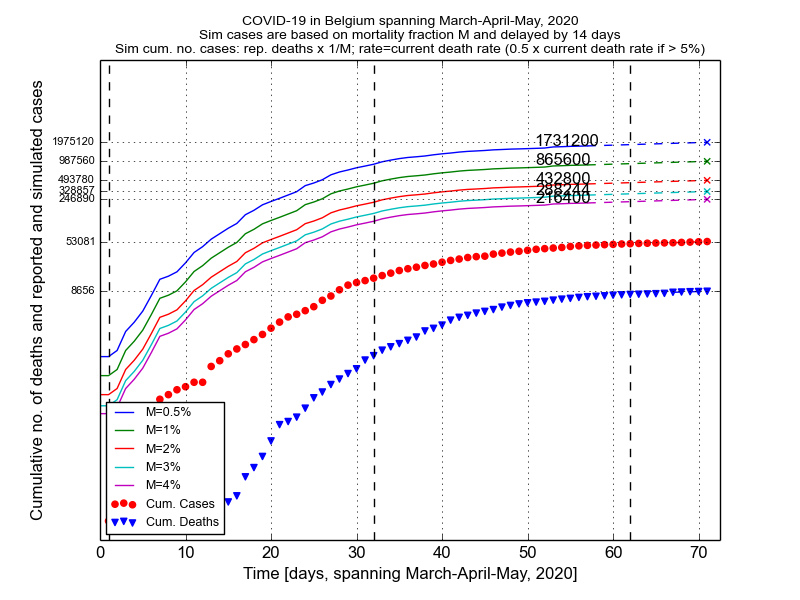 COVID-19 in Belgium spanning March-April-May, 2020
Sim cases are based on mortality fraction M and delayed by 14 days
Sim cum. no. cases: rep. deaths x 1/M; rate=current death rate (0.5 x current death rate if > 5%)
Cumulative no. of deaths and reported and simulated cases
1975120
987560
493780
328857
246890
53081
8656
1731200
865600
432800
288244
216400
M=0.5%
M=1%
M=2%
M=3%
M=4%
Cum. Cases
Cum. Deaths
0 10 20 30 40 50 60 70
Time [days, spanning March-April-May, 2020]